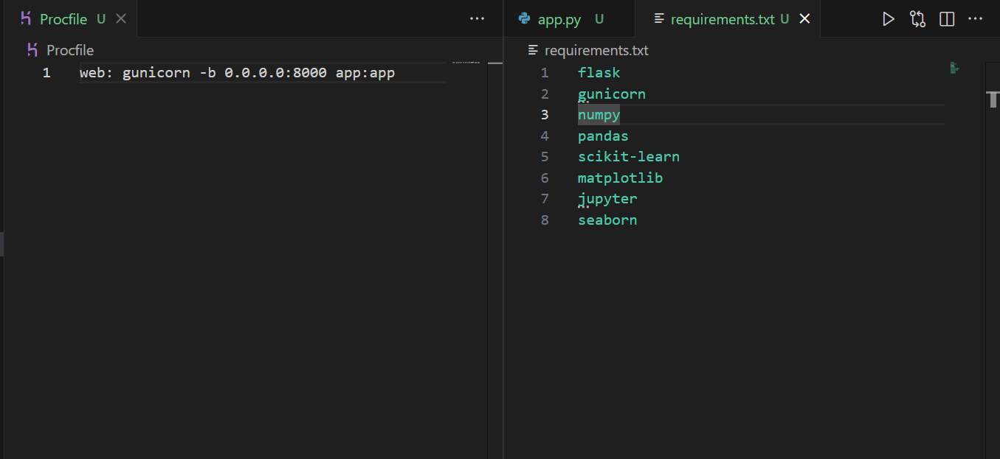 Procfile U
Procfile
1 web: gunicorn -b 0.0.0.0:8000 app:app
app.py U requirements.txt U
requirements.txt
1 flask
2 gunicorn
3 numpy
4 pandas
5 scikit-learn
6 matplotlib
7 jupyter
8 seaborn